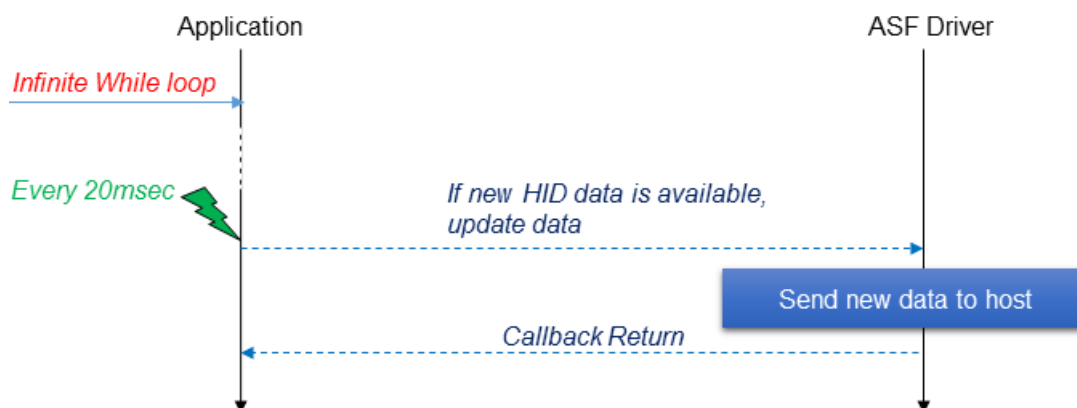 Application
ASF Driver
Infinite While loop
Every 20msec
If new HID data is available,
update data
Send new data to host
Callback Return